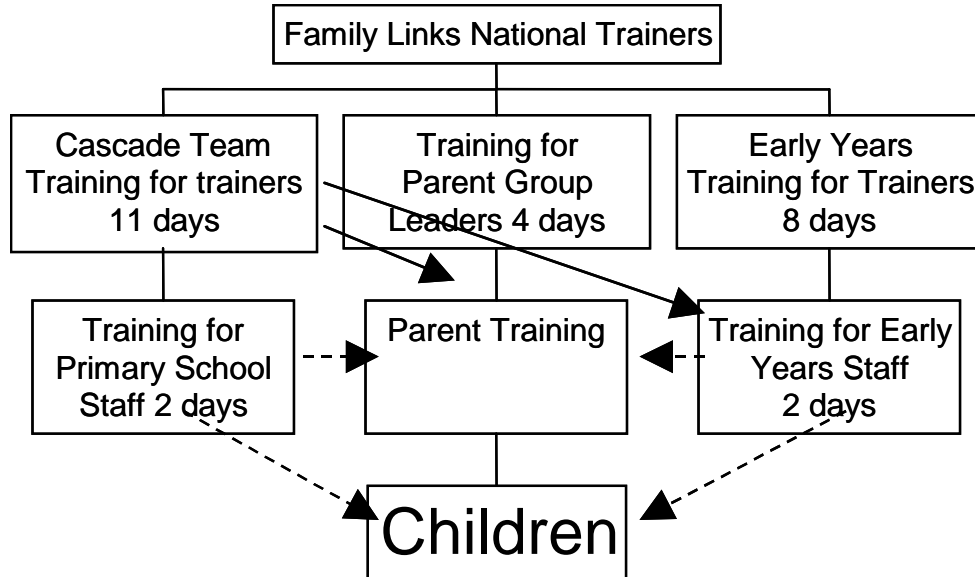 Family Links National Trainers
Cascade Team
Training for trainers
11 days
Training for
Parent Group
Leaders 4 days
Early Years
Training for Trainers
8 days
Training for
Primary School
Staff 2 days
Parent Training
Training for Early
Years Staff
2 days
Children